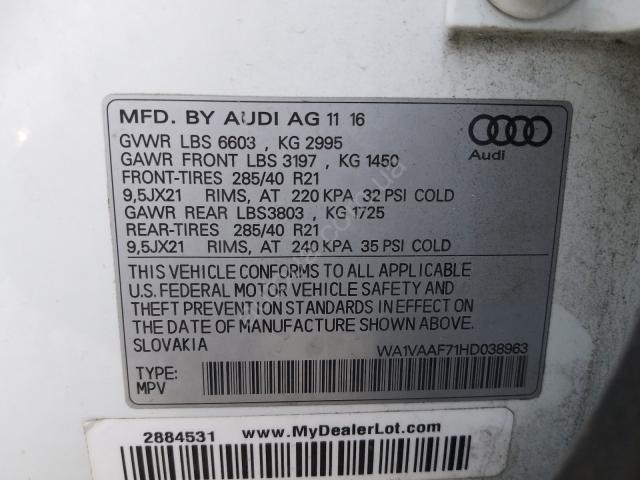 MFD. BY AUDI AG 11 16
GVWR LBS 6603 , KG 2995
GAWR FRONT LBS 3197 , KG 1450
FRONT-TIRES 285/40 R21
9,5JX21 RIMS, AT 220 KPA 32 PSI COLD
GAWR REAR LBS3803 , KG 1725
REAR-TIRES 285/40 R21
9,5JX21 RIMS, AT 240 KPA 35 PSI COLD
Audi
THIS VEHICLE CONFORMS TO ALL APPLICABLE
U.S. FEDERAL MOTOR VEHICLE SAFETY AND
THEFT PREVENTION STANDARDS IN EFFECT ON
THE DATE OF MANUFACTURE SHOWN ABOVE.
SLOVAKIA WA1VAAF71HD038963
TYPE:
MPV
2884531 www.MyDealerLot.com